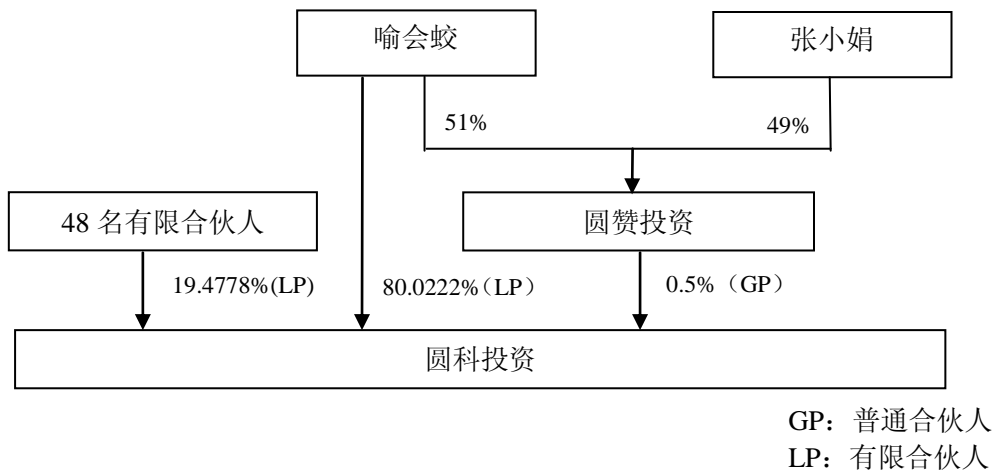 喻会蛟
张小娟
51%
49%
48 名有限合伙人
圆赞投资
19.4778%(LP)
80.0222%（LP）
0.5%（GP）
圆科投资
GP：普通合伙人
LP：有限合伙人